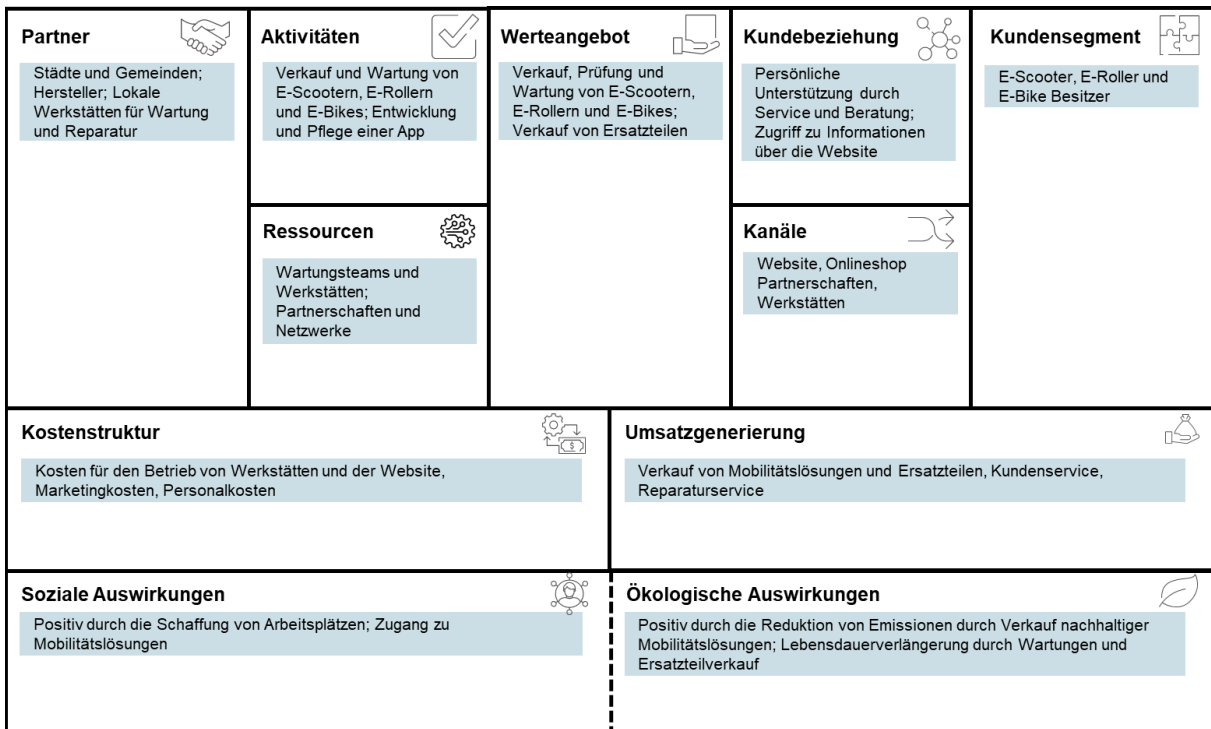 Partner
Städte und Gemeinden;
Hersteller; Lokale
Werkstätten für Wartung
und Reparatur
Aktivitäten
Verkauf und Wartung von
E-Scootern, E-Rollern
und E-Bikes; Entwicklung
und Pflege einer App
Ressourcen
Wartungsteams und
Werkstätten;
Partnerschaften und
Netzwerke
Werteangebot
Verkauf, Prüfung und
Wartung von E-Scootern,
E-Rollern und E-Bikes;
Verkauf von Ersatzteilen
Kundebeziehung
Persönliche
Unterstützung durch
Service und Beratung;
Zugriff zu Informationen
über die Website
Kanäle
Website, Onlineshop
Partnerschaften,
Werkstätten
Kundensegment
E-Scooter, E-Roller und
E-Bike Besitzer
Kostenstruktur
Kosten für den Betrieb von Werkstätten und der Website,
Marketingkosten, Personalkosten
$
Umsatzgenerierung
Verkauf von Mobilitätslösungen und Ersatzteilen, Kundenservice,
Reparaturservice
Soziale Auswirkungen
Positiv durch die Schaffung von Arbeitsplätzen; Zugang zu
Mobilitätslösungen
Ökologische Auswirkungen
Positiv durch die Reduktion von Emissionen durch Verkauf nachhaltiger
Mobilitätslösungen; Lebensdauerverlängerung durch Wartungen und
Ersatzteilverkauf